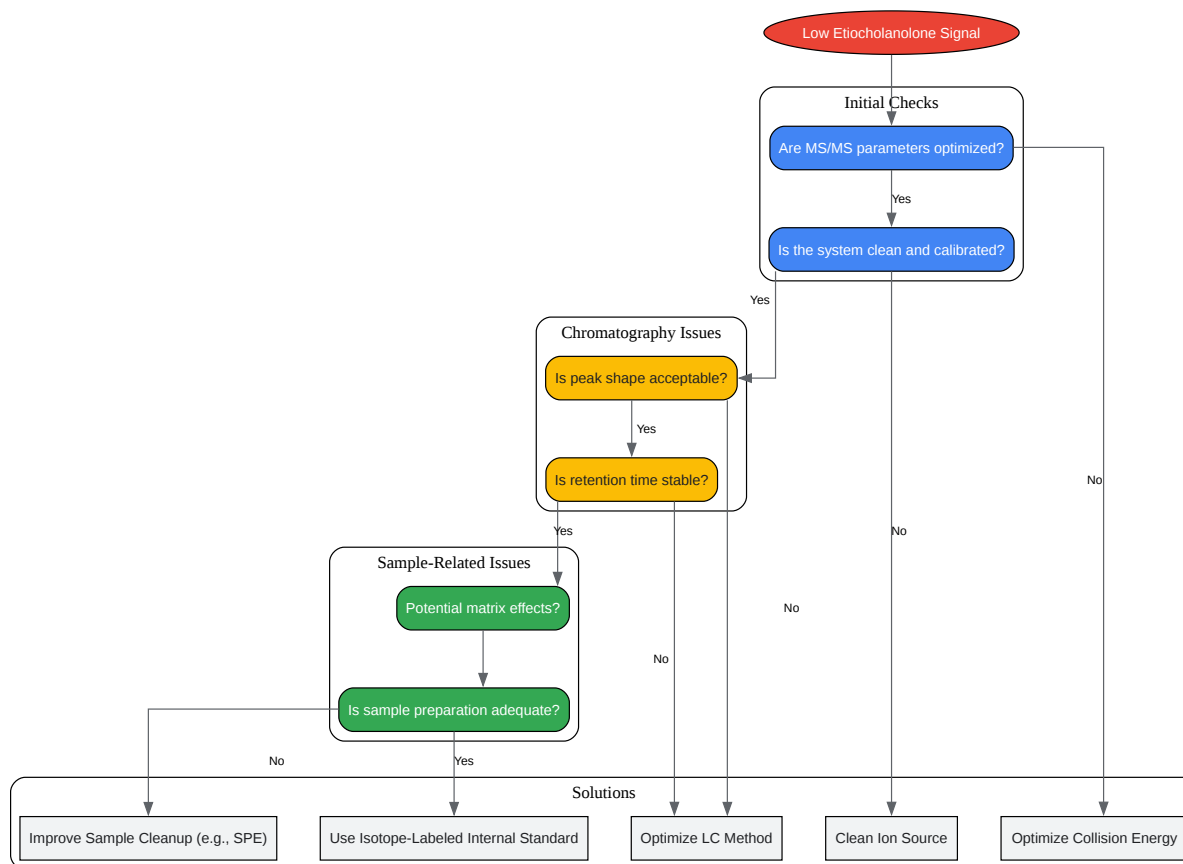 Low Etiocholanolone Signal
Initial Checks
Are MS/MS parameters optimized?
Yes
Is the system clean and calibrated?
Yes
Chromatography Issues
Is peak shape acceptable?
Yes
Is retention time stable?
No
Yes
No
Sample-Related Issues
Potential matrix effects?
No
No
Is sample preparation adequate?
No
Yes
Solutions
Improve Sample Cleanup (e.g., SPE)
Use Isotope-Labeled Internal Standard
Optimize LC Method
Clean Ion Source
Optimize Collision Energy